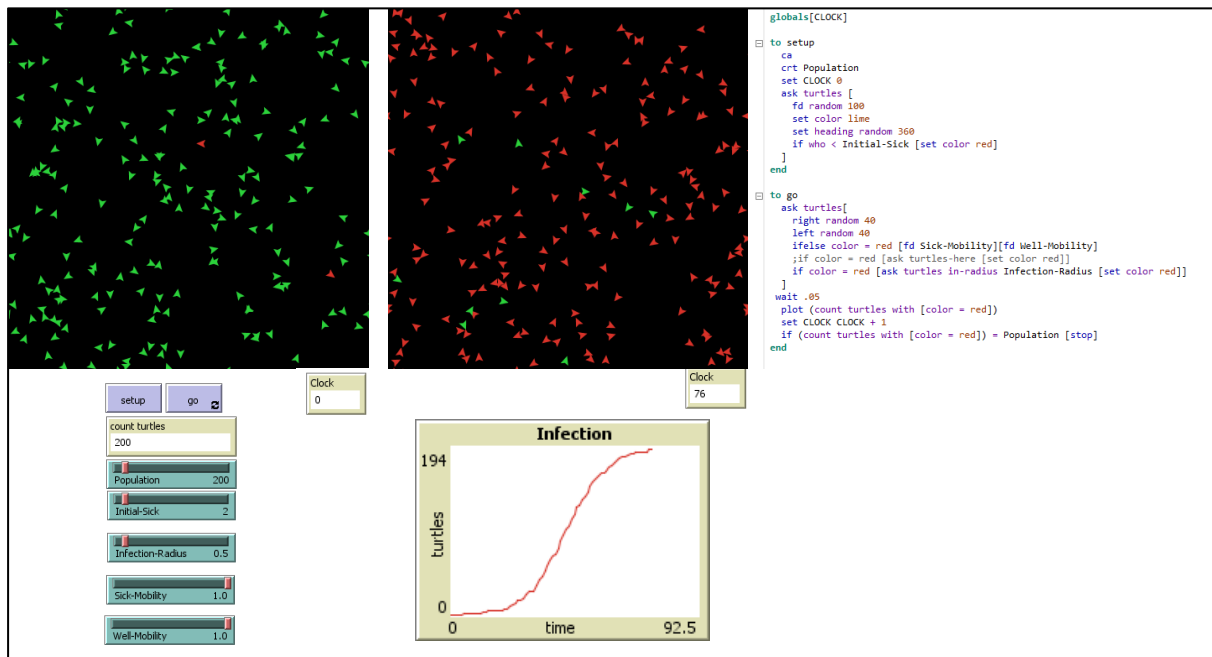 globals[CLOCK]
to setup
ca
crt Population
set CLOCK 0
ask turtles [
fd random 100
set color lime
set heading random 360
if who < Initial-Sick [set color red]
]
end
to go
ask turtles[
right random 40
left random 40
ifelse color = red [fd Sick-Mobility][fd Well-Mobility]
;if color = red [ask turtles-here [set color red]]
if color = red [ask turtles in-radius Infection-Radius [set color red]]
]
wait .05
plot (count turtles with [color = red])
set CLOCK CLOCK + 1
if (count turtles with [color = red]) = Population [stop]
end
setup
go
Clock
0
count turtles
200
Population 200
Initial-Sick 2
Infection-Radius 0.5
Sick-Mobility 1.0
Well-Mobility 1.0
Clock
76
Infection
194
turtles
0
0 time 92.5